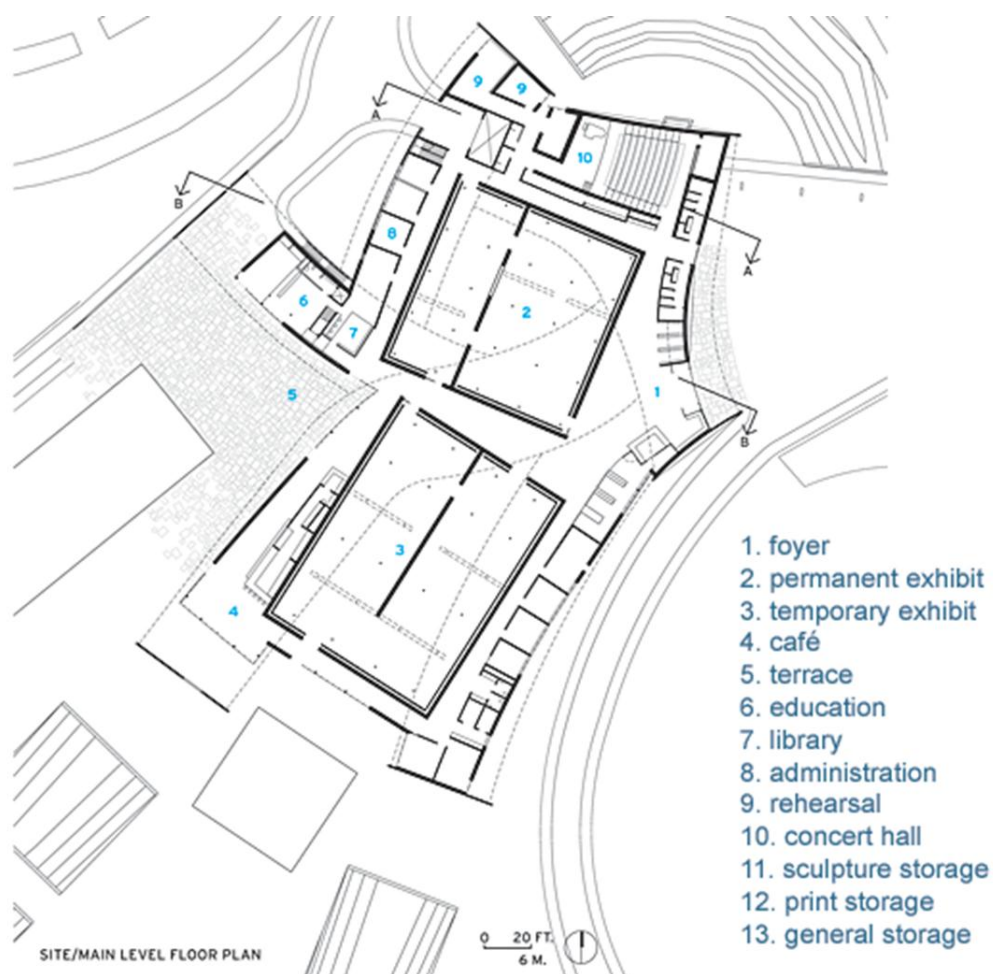 9
9
A
10
B
8
A
6
2
7
5
1
B
3
4
1. foyer
2. permanent exhibit
3. temporary exhibit
4. café
5. terrace
6. education
7. library
8. administration
9. rehearsal
10. concert hall
11. sculpture storage
12. print storage
13. general storage
0 20 FT.
6 M.
SITE/MAIN LEVEL FLOOR PLAN